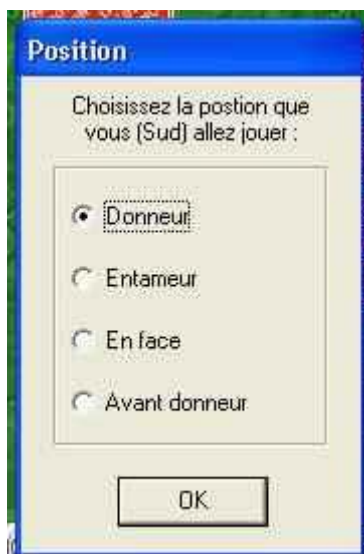 Position
Choisissez la postion que
vous (Sud) allez jouer :
Donneur
Entameur
En face
Avant donneur
OK